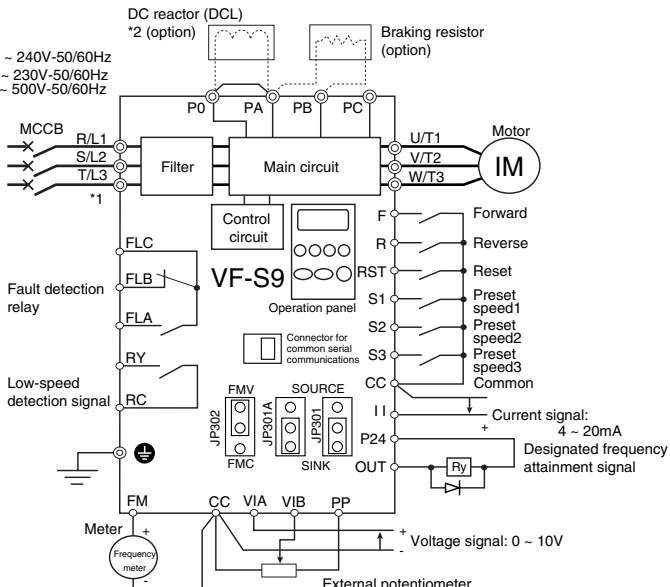 DC reactor (DCL)
*2 (option)
Braking resistor
(option)
~ 240V-50/60Hz
~ 230V-50/60Hz
~ 500V-50/60Hz
P0 PA PB PC
MCCB
R/L1
S/L2
T/L3
*1
Filter
Main circuit
U/T1
V/T2
W/T3
Motor
IM
Control
circuit
VF-S9
Operation panel
FLC
FLB
FLA
Fault detection
relay
RY
RC
Low-speed
detection signal
Connector for
common serial
communications
F Forward
R Reverse
RST Reset
S1 Preset
speed1
S2 Preset
speed2
S3 Preset
speed3
CC Common
II
+
Current signal:
4 ~ 20mA
P24
OUT
Ry
Designated frequency
attainment signal
FMV
JP302
FMC
SOURCE
JP301A
JP301
SINK
FM CC VIA VIB PP
Meter
+
Frequency
meter
-
+
-
Voltage signal: 0 ~ 10V
External potentiometer